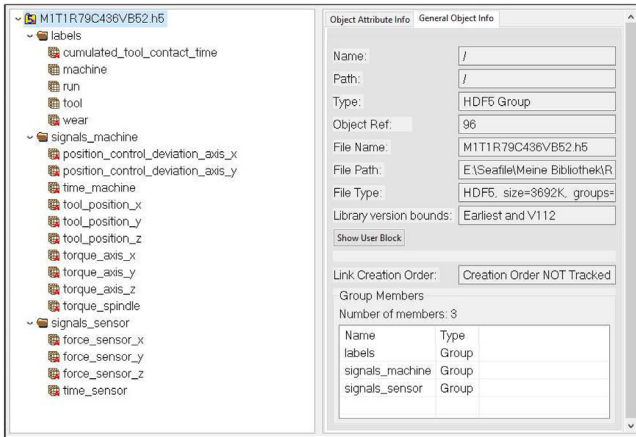 M1T1R79C436VB52.h5
labels
cumulated_tool_contact_time
machine
run
tool
wear
signals_machine
position_control_deviation_axis_x
position_control_deviation_axis_y
time_machine
tool_position_x
tool_position_y
tool_position_z
torque_axis_x
torque_axis_y
torque_axis_z
torque_spindle
signals_sensor
force_sensor_x
force_sensor_y
force_sensor_z
time_sensor
Object Attribute Info General Object Info
Name: /
Path: /
Type: HDF5 Group
Object Ref: 96
File Name: M1T1R79C436VB52.h5
File Path: E:\Seafile\Meine Bibliothek\R
File Type: HDF5, size=3692K, groups=
Library version bounds: Earliest and V112
Show User Block
Link Creation Order: Creation Order NOT Tracked
Group Members
Number of members: 3
Name Type
labels Group
signals_machine Group
signals_sensor Group